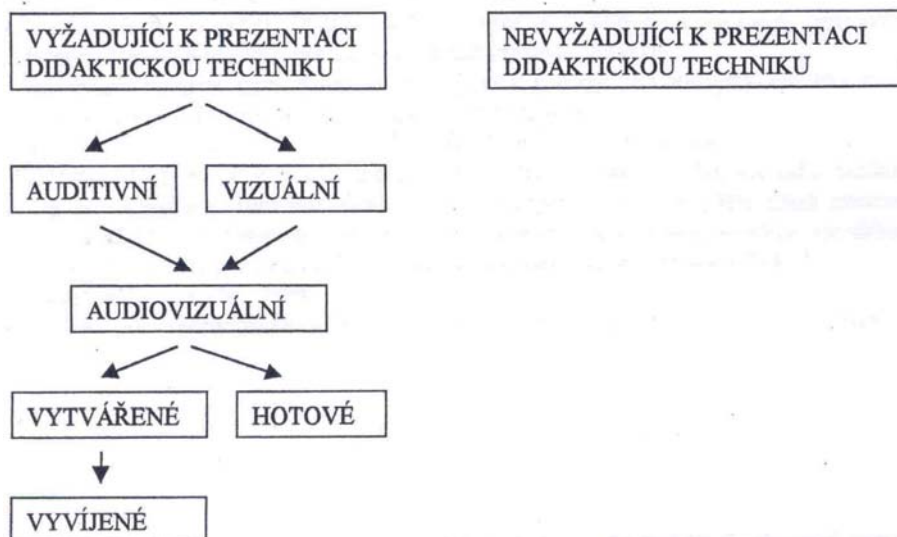 VYŽADUJÍCÍ K PREZENTACI
DIDAKTICKOU TECHNIKU
NEVYŽADUJÍCÍ K PREZENTACI
DIDAKTICKOU TECHNIKU
AUDITIVNÍ
VIZUÁLNÍ
AUDIOVIZUÁLNÍ
VYTVÁŘENÉ
HOTOVÉ
VYVÍJENÉ